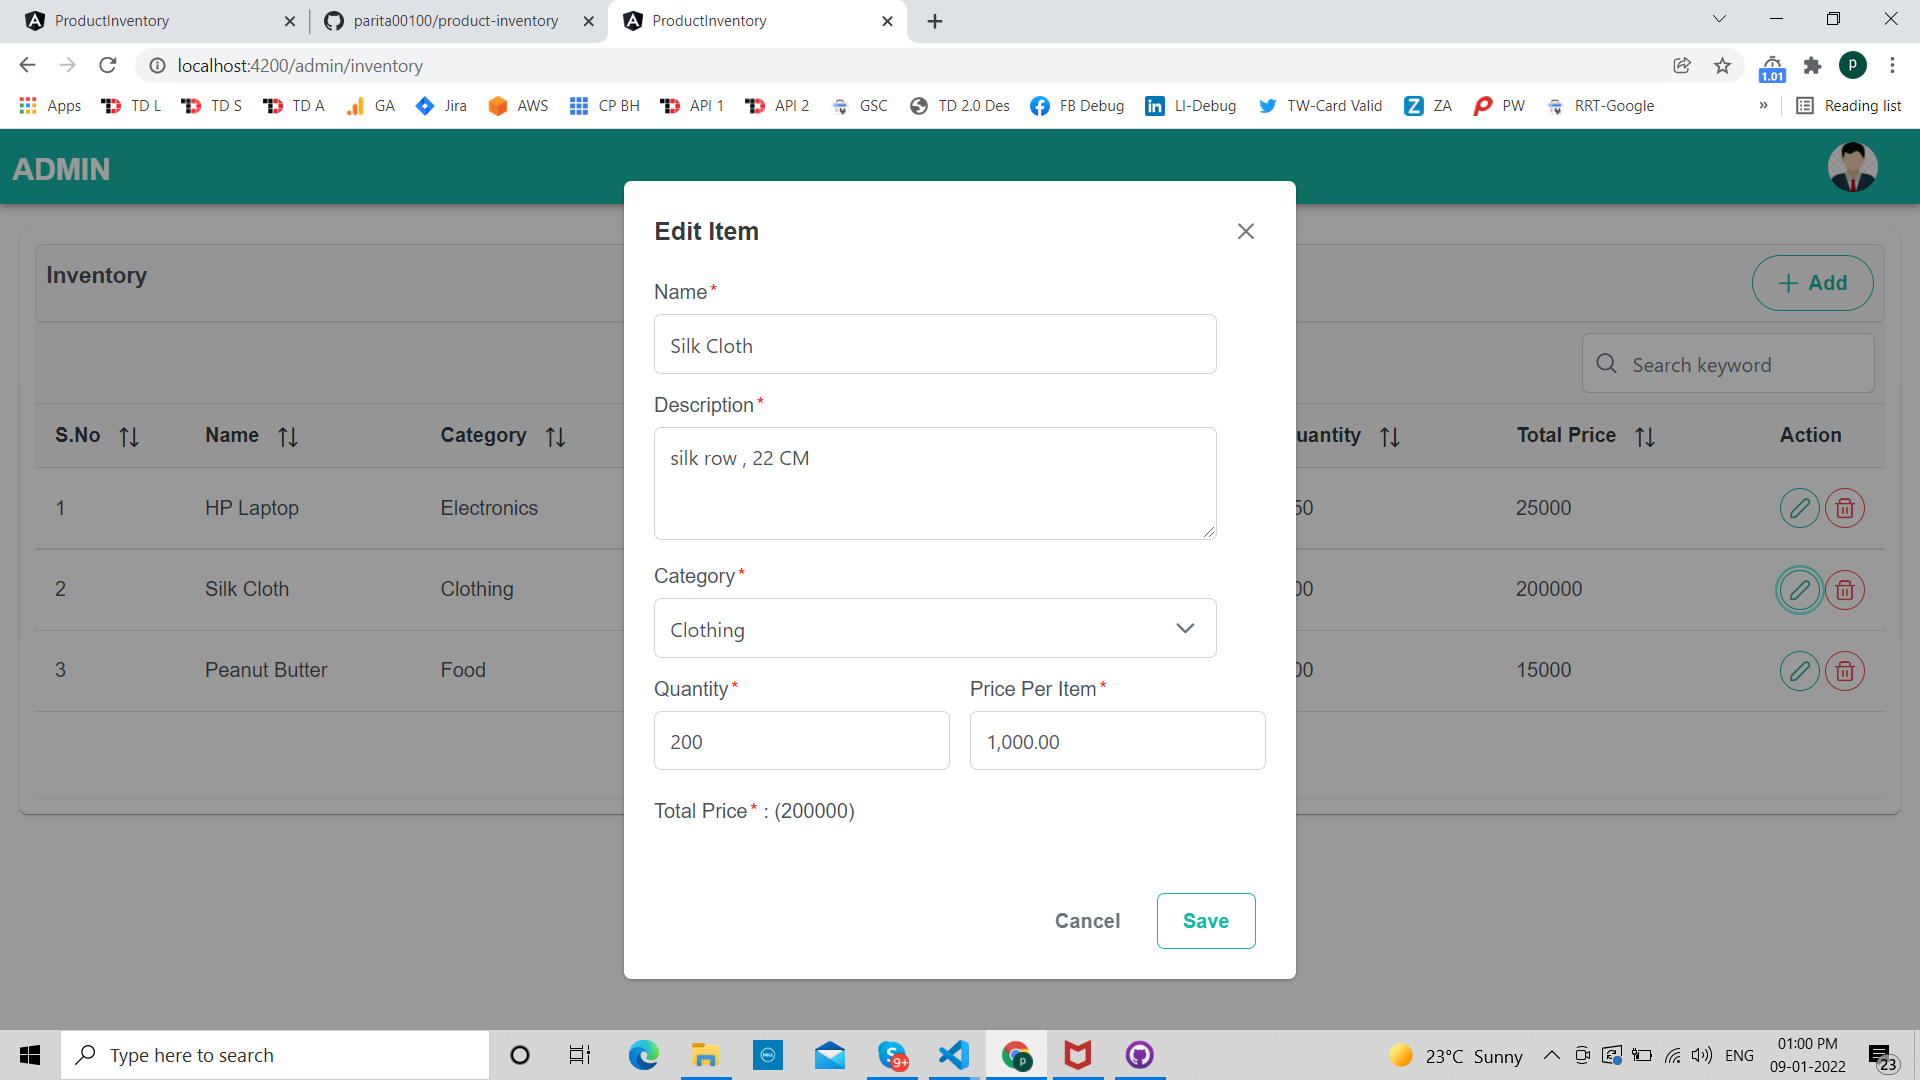 ProductInventory
parita00100/product-inventory
ProductInventory
localhost:4200/admin/inventory
1.01
P
Apps
TD L
TD S
TD A
GA
Jira
AWS
CP BH
API 1
API 2
GSC
TD 2.0 Des
FB Debug
LI-Debug
TW-Card Valid
ZA
PW
RRT-Google
»
Reading list
ADMIN
Inventory
+ Add
Search keyword
S.No
Name
Category
uantity
Total Price
Action
1
HP Laptop
Electronics
50
25000
2
Silk Cloth
Clothing
00
200000
3
Peanut Butter
Food
00
15000
Edit Item
Name*
Silk Cloth
Description*
silk row , 22 CM
Category*
Clothing
Quantity*
Price Per Item*
200
1,000.00
Total Price* : (200000)
Cancel
Save
Type here to search
DELL
9+
P
23°C Sunny
ENG
01:00 PM
09-01-2022
23